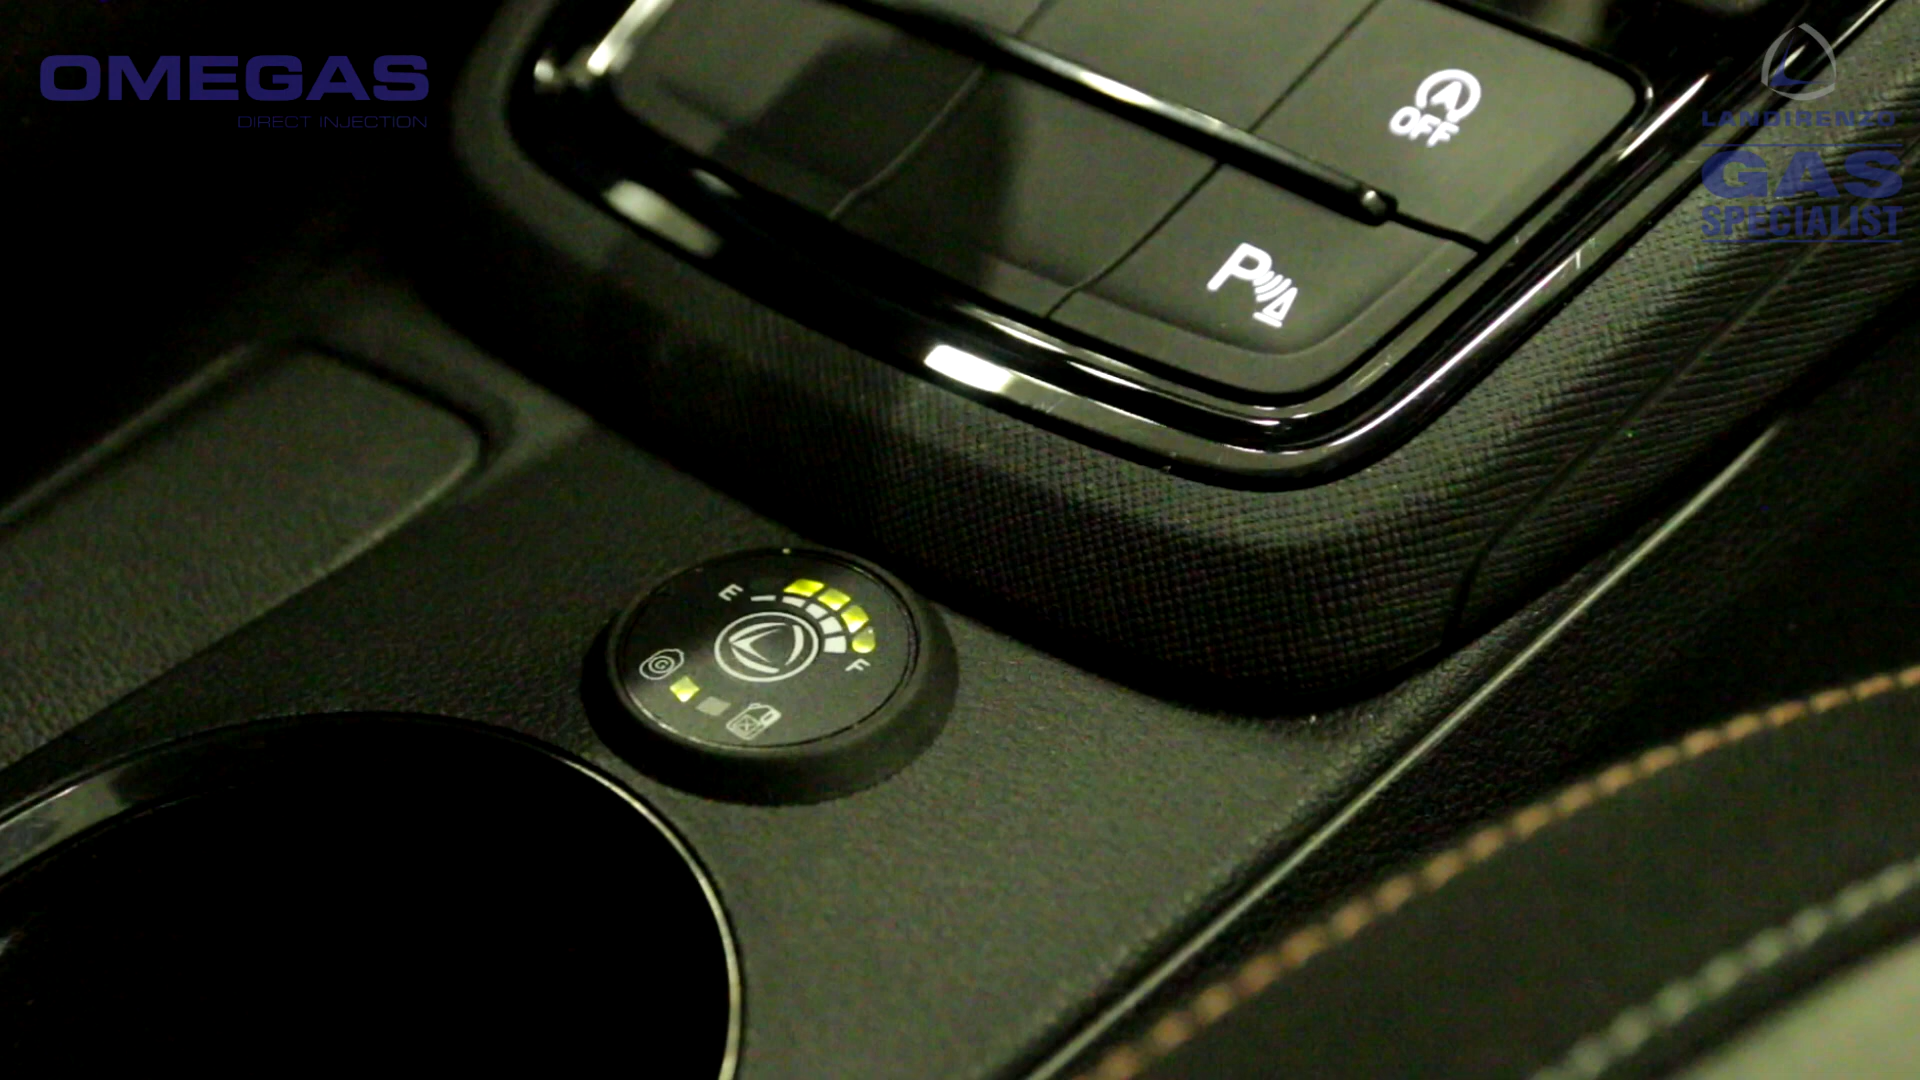 OMEGAS
DIRECT INJECTION
LANDIRENZO
GAS
SPECIALIST
A
OFF
P
E
F
G